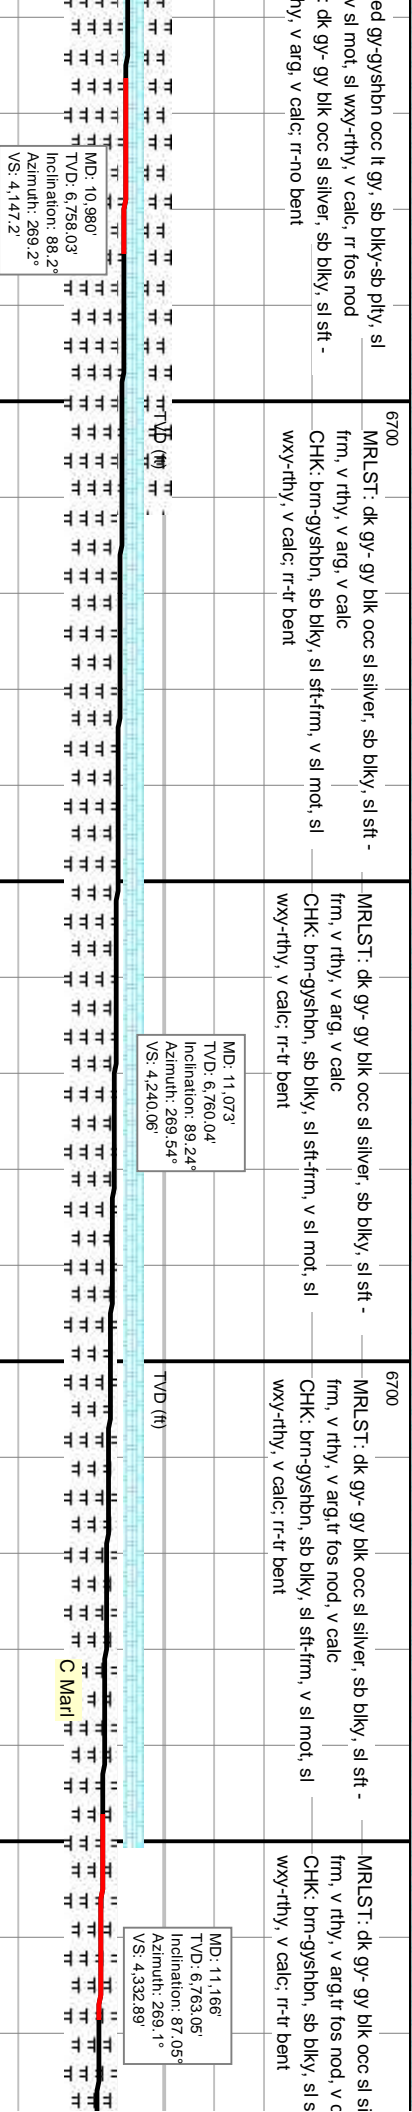 ed gy-gyshbn occ lt gy, sb blky-sb plty, sl
v sl mot, sl wxy-rthy, v calc, rr fos nod
: dk gy- gy blk occ sl silver, sb blky, sl sft -
hy, v arg, v calc; rr-no bent
MD: 10,980'
TVD: 6,758.03'
Inclination: 88.2°
Azimuth: 269.2°
VS: 4,147.2'
6700
TVD (ft)
MRLST: dk gy- gy blk occ sl silver, sb blky, sl sft -
frm, v rthy, v arg, v calc
CHK: brn-gyshbn, sb blky, sl sft-frm, v sl mot, sl
wxy-rthy, v calc; rr-tr bent
MRLST: dk gy- gy blk occ sl silver, sb blky, sl sft -
frm, v rthy, v arg, v calc
CHK: brn-gyshbn, sb blky, sl sft-frm, v sl mot, sl
wxy-rthy, v calc; rr-tr bent
MD: 11,073'
TVD: 6,760.04'
Inclination: 89.24°
Azimuth: 269.54°
VS: 4,240.06'
6700
TVD (ft)
MRLST: dk gy- gy blk occ sl silver, sb blky, sl sft -
frm, v rthy, v arg,tr fos nod, v calc
CHK: brn-gyshbn, sb blky, sl sft-frm, v sl mot, sl
wxy-rthy, v calc; rr-tr bent
C Marl
MRLST: dk gy- gy blk occ sl si
frm, v rthy, v arg,tr fos nod, v c
CHK: brn-gyshbn, sb blky, sl s
wxy-rthy, v calc; rr-tr bent
MD: 11,166'
TVD: 6,763.05'
Inclination: 87.05°
Azimuth: 269.1°
VS: 4,332.89'